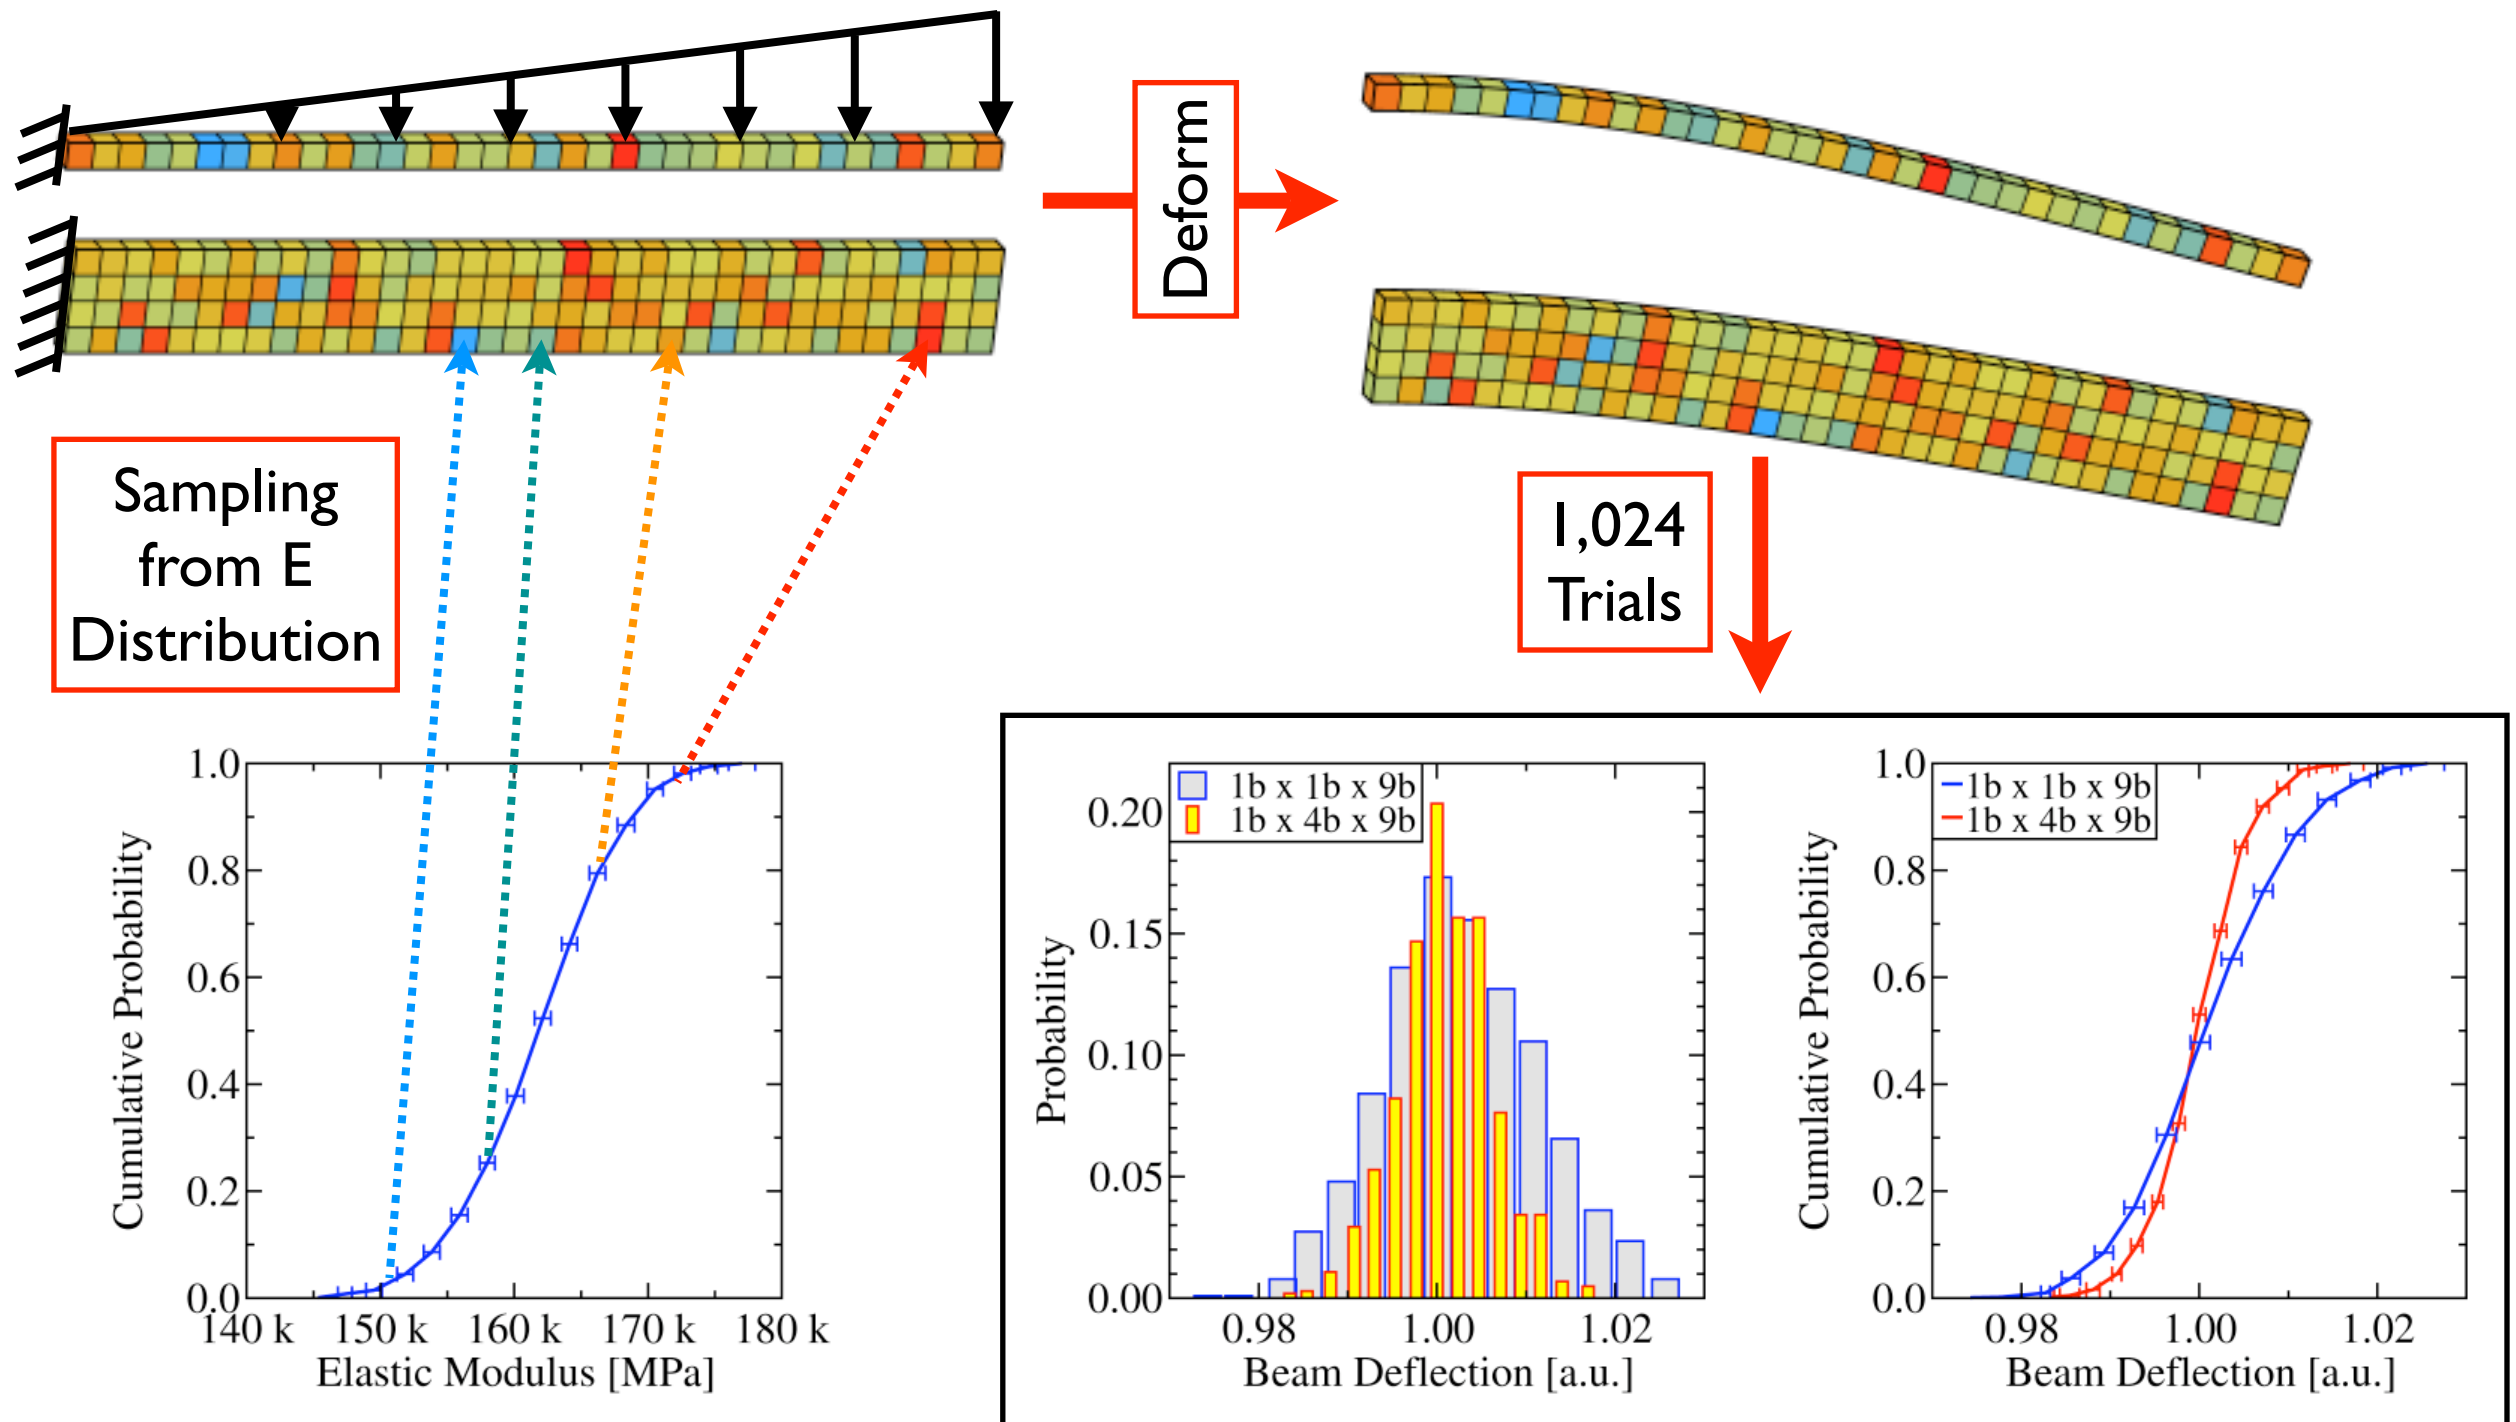 Deform
Sampling
from E
Distribution
1,024
Trials
1.0
0.8
0.6
0.4
0.2
0.0
140 k
150 k
160 k
170 k
180 k
Cumulative Probability
Elastic Modulus [MPa]
1b x 1b x 9b
1b x 4b x 9b
0.20
0.15
0.10
0.05
0.00
0.98
1.00
1.02
Probability
Beam Deflection [a.u.]
1b x 1b x 9b
1b x 4b x 9b
1.0
0.8
0.6
0.4
0.2
0.0
0.98
1.00
1.02
Cumulative Probability
Beam Deflection [a.u.]